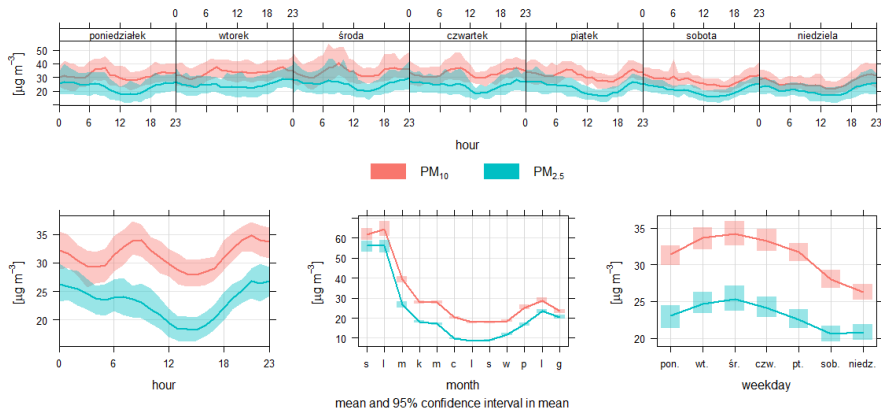 0 6 12 18 23 0 6 12 18 23 0 6 12 18 23
poniedziałek wtorek środa czwartek piątek sobota niedziela
[µg m⁻³]
50
40
30
20
0 6 12 18 23 0 6 12 18 23 0 6 12 18 23 0 6 12 18 23
hour
PM₁₀ PM₂.₅
[µg m⁻³]
35
30
25
20
0 6 12 18 23
hour
[µg m⁻³]
60
50
40
30
20
10
s l m k m c l s w p l g
month
[µg m⁻³]
35
30
25
20
pon. wt. śr. czw. pt. sob. niedz.
weekday
mean and 95% confidence interval in mean